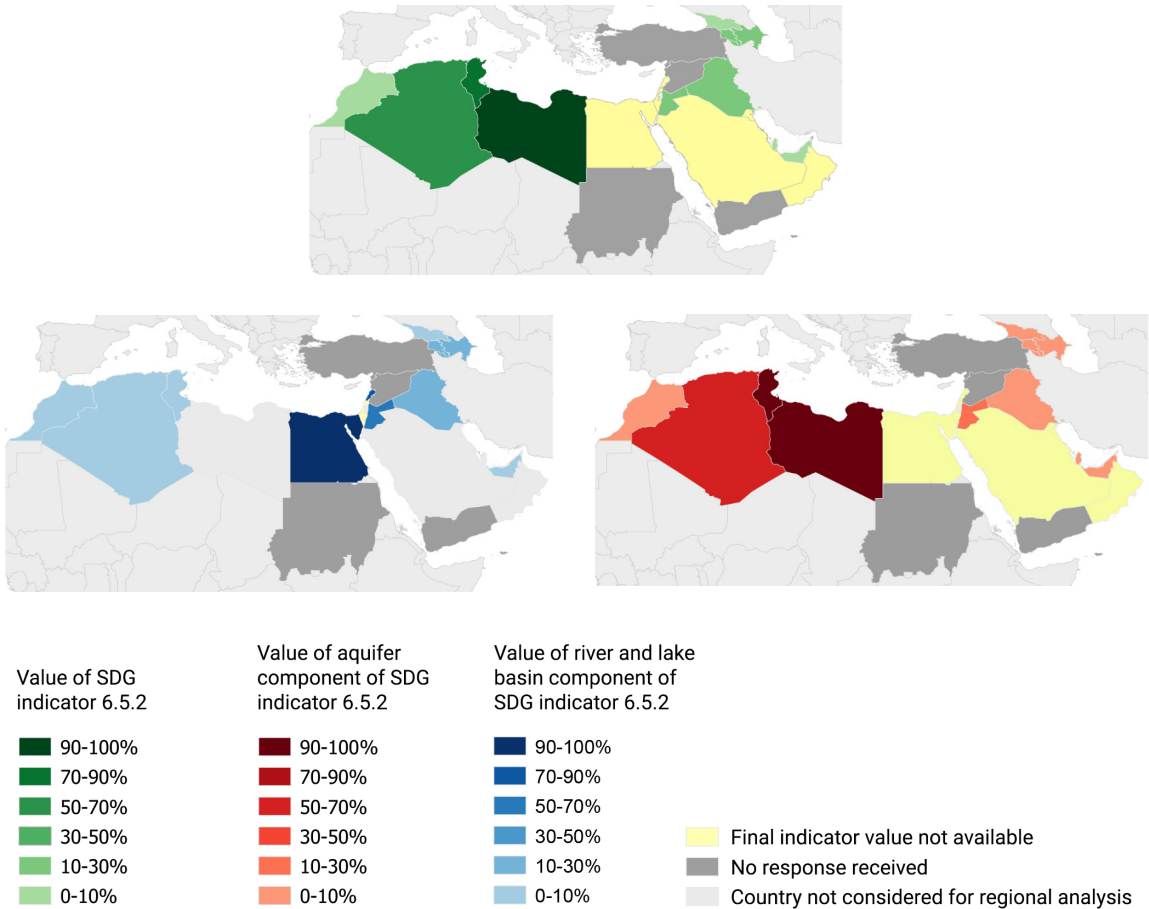 Value of SDG
indicator 6.5.2
90-100%
70-90%
50-70%
30-50%
10-30%
0-10%
Value of aquifer
component of SDG
indicator 6.5.2
90-100%
70-90%
50-70%
30-50%
10-30%
0-10%
Value of river and lake
basin component of
SDG indicator 6.5.2
90-100%
70-90%
50-70%
30-50%
10-30%
0-10%
Final indicator value not available
No response received
Country not considered for regional analysis